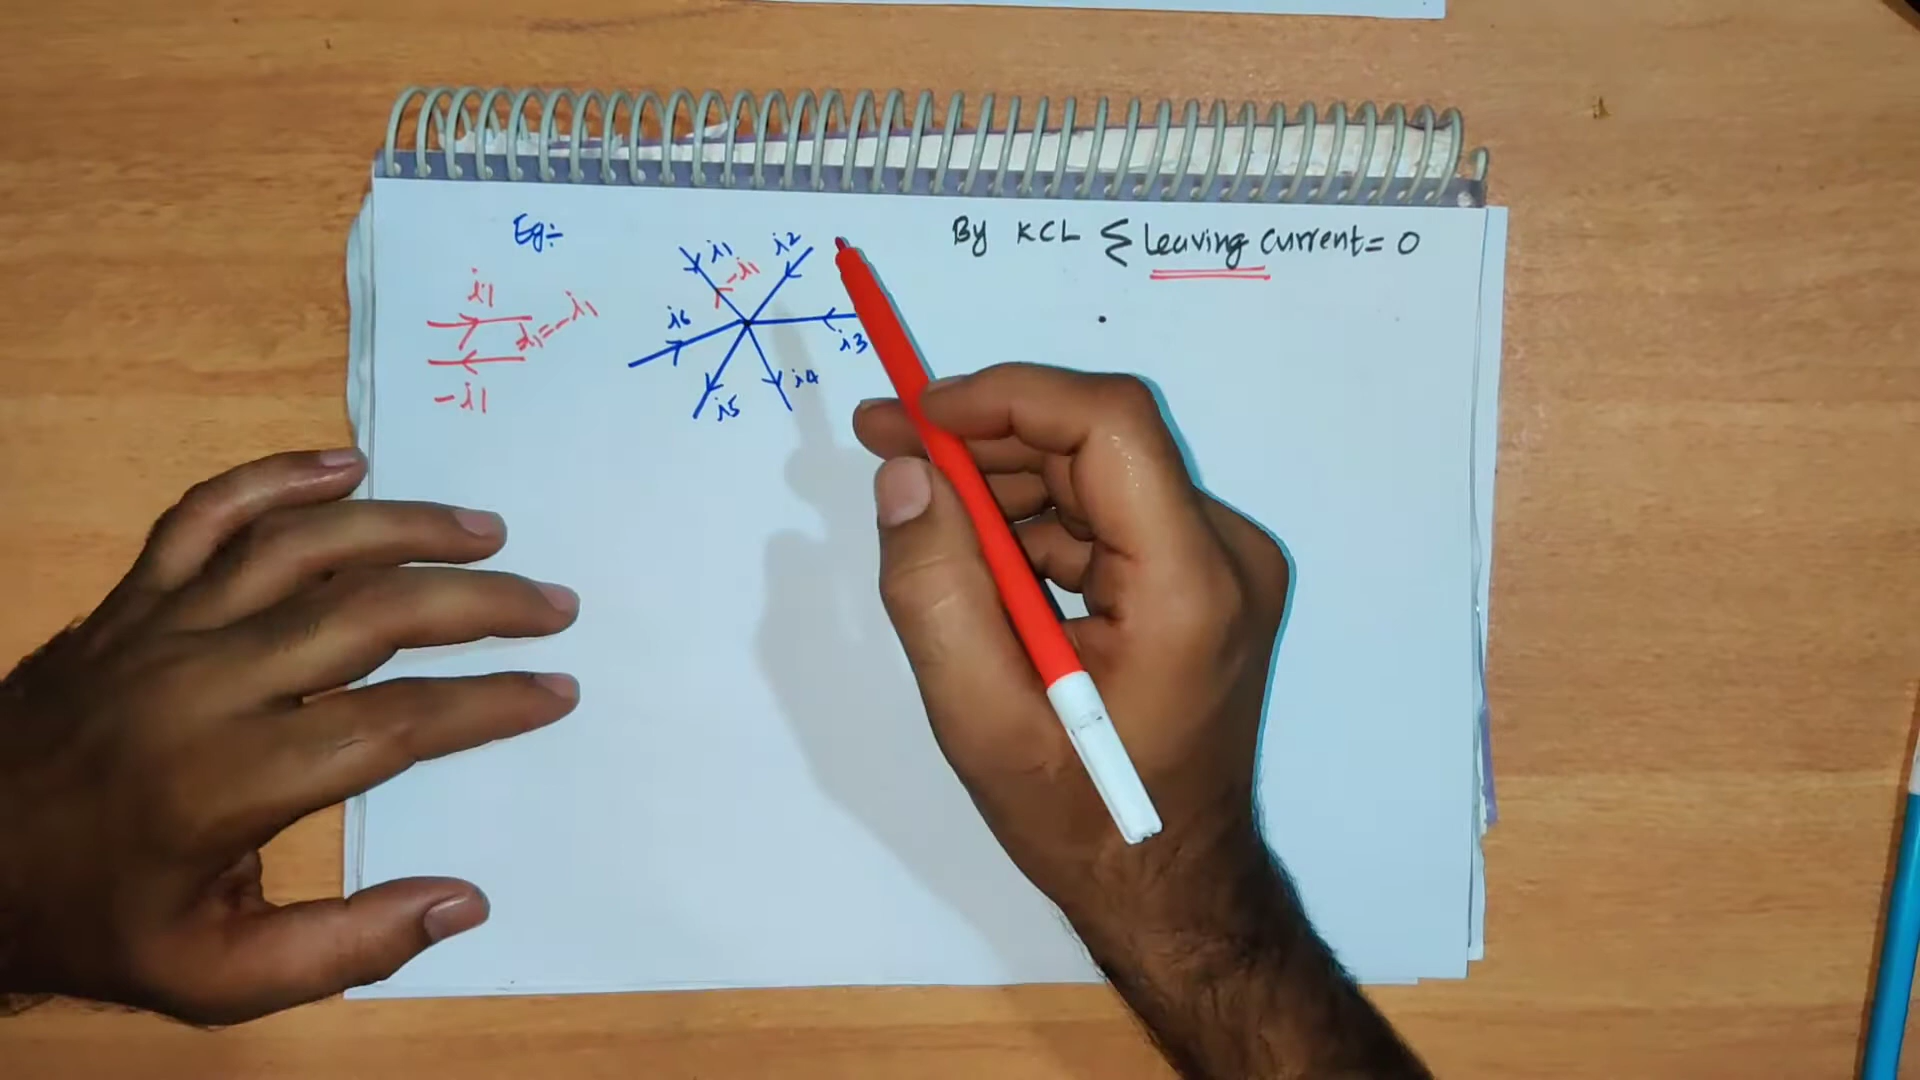 Eg:-
By KCL Σ leaving current = 0
i1
i2
-i1
i1
i1=-i1
i6
i3
-i1
i5
i4